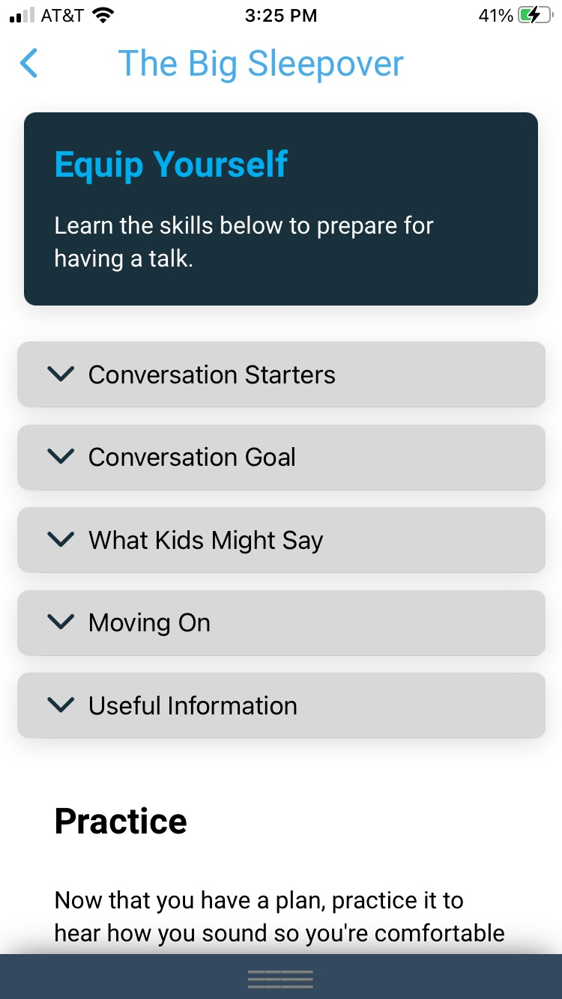 AT&T 3:25 PM 41%
The Big Sleepover
Equip Yourself
Learn the skills below to prepare for
having a talk.
Conversation Starters
Conversation Goal
What Kids Might Say
Moving On
Useful Information
Practice
Now that you have a plan, practice it to
hear how you sound so you're comfortable